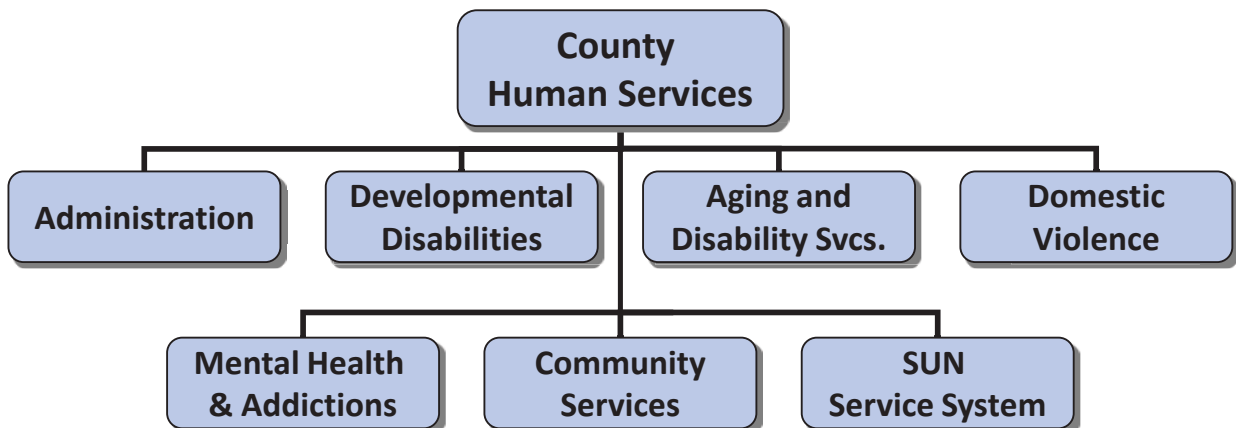 County
Human Services
Administration
Developmental
Disabilities
Aging and
Disability Svcs.
Domestic
Violence
Mental Health
& Addictions
Community
Services
SUN
Service System